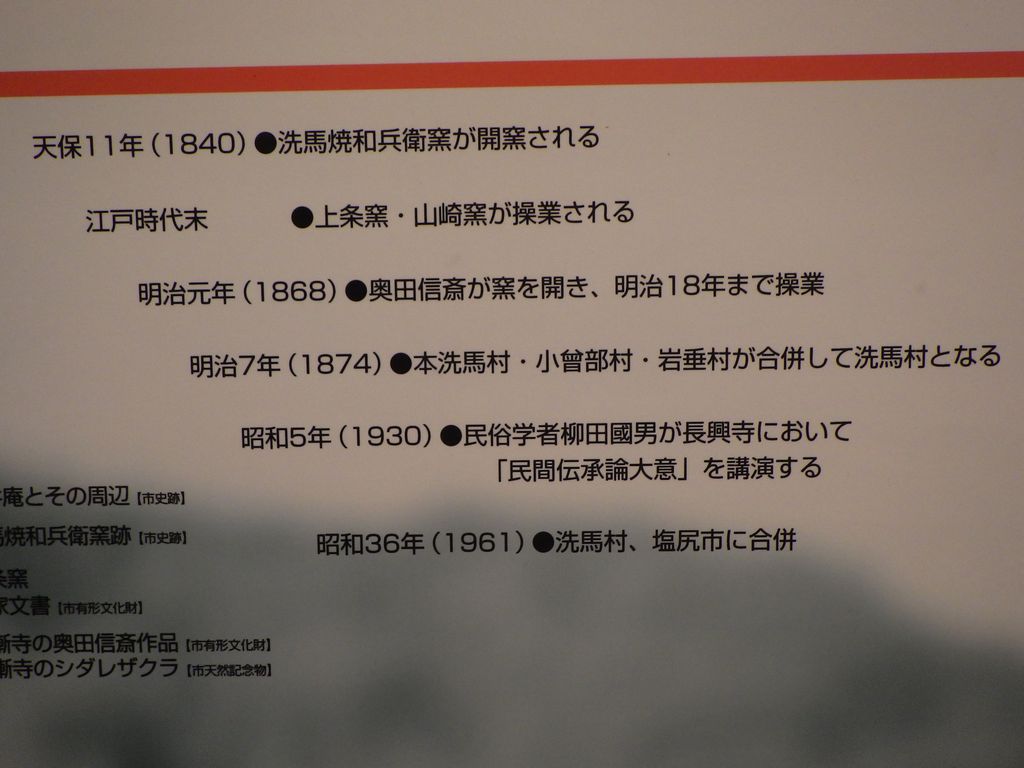 天保11年（1840）●洗馬焼和兵衛窯が開窯される
江戸時代末 ●上条窯・山崎窯が操業される
明治元年（1868）●奥田信斎が窯を開き、明治18年まで操業
明治7年（1874）●本洗馬村・小曾部村・岩垂村が合併して洗馬村となる
昭和5年（1930）●民俗学者柳田國男が長興寺において
「民間伝承論大意」を講演する
昭和36年（1961）●洗馬村、塩尻市に合併
庵とその周辺【市史跡】
焼和兵衛窯跡【市史跡】
条窯
家文書【市有形文化財】
寺の奥田信斎作品【市有形文化財】
寺のシダレザクラ【市天然記念物】